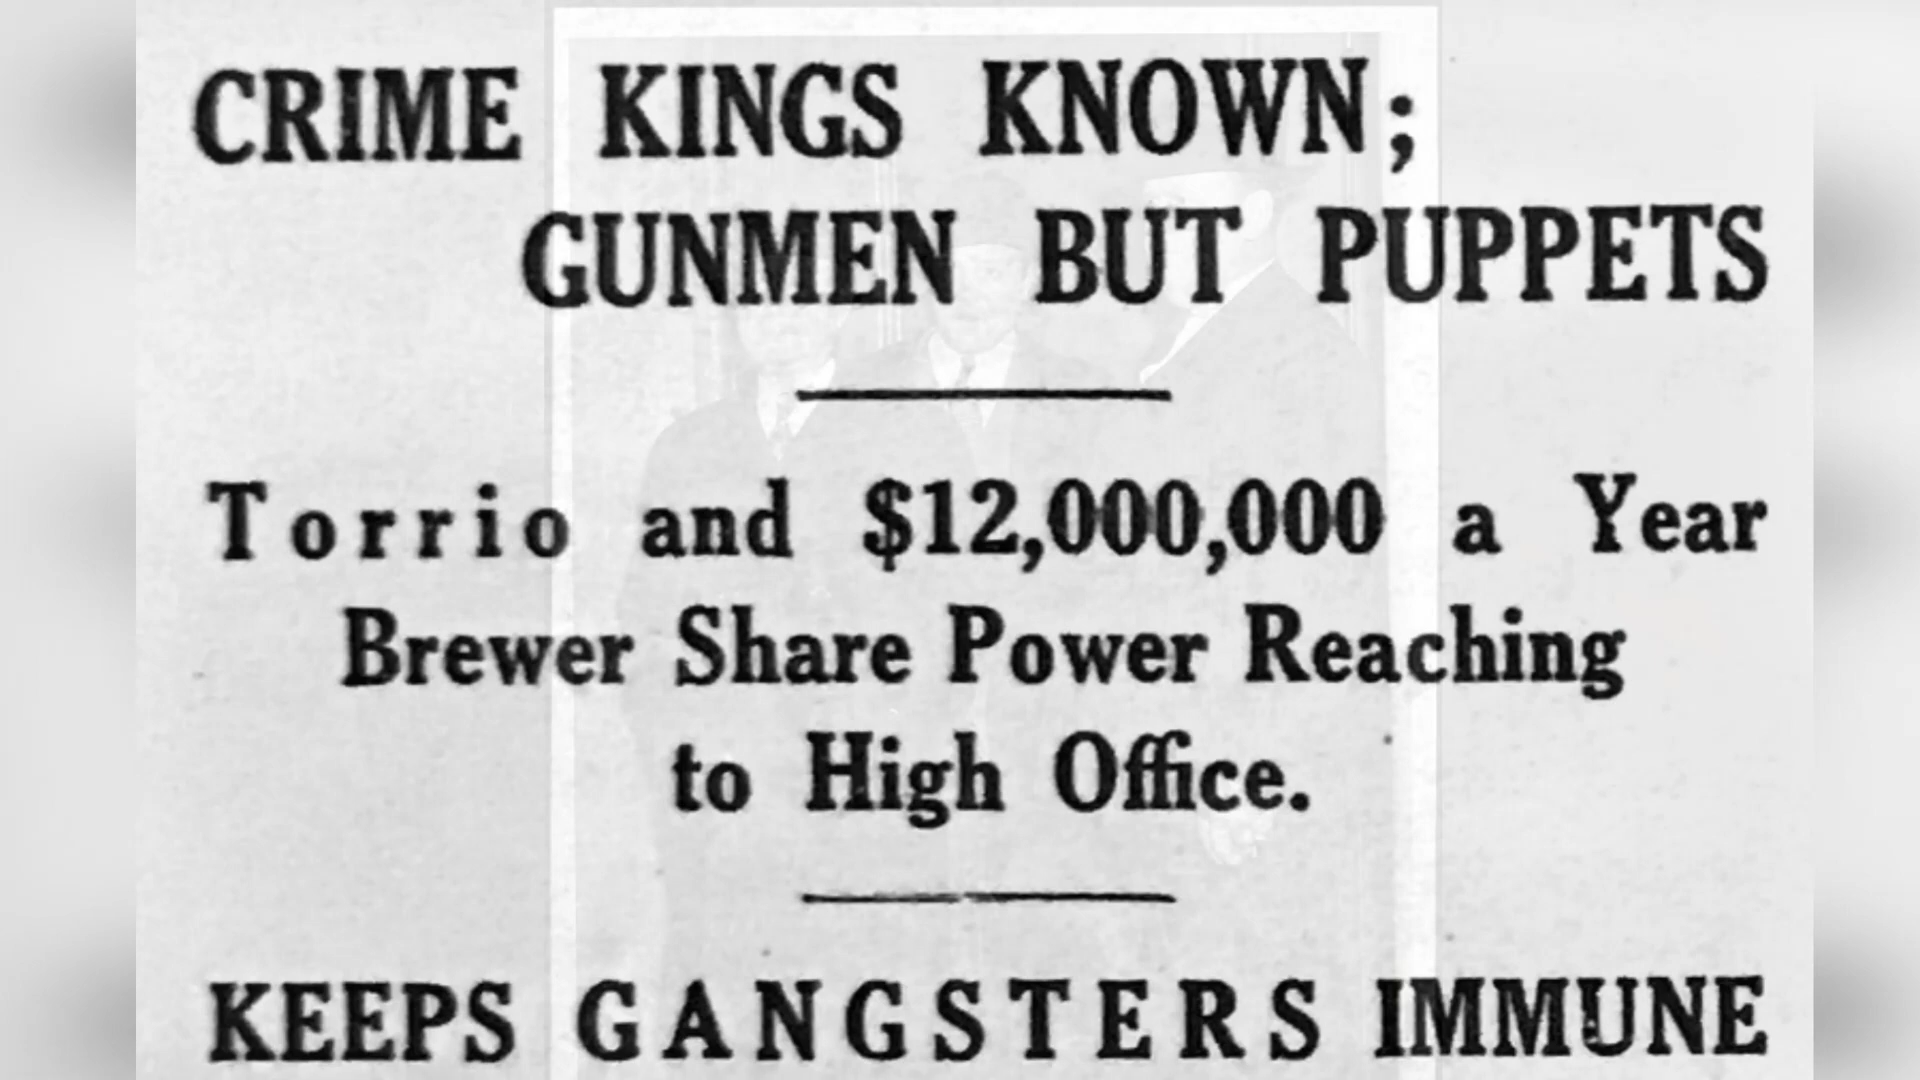 CRIME KINGS KNOWN;
GUNMEN BUT PUPPETS
Torrio and $12,000,000 a Year
Brewer Share Power Reaching
to High Office.
KEEPS GANGSTERS IMMUNE